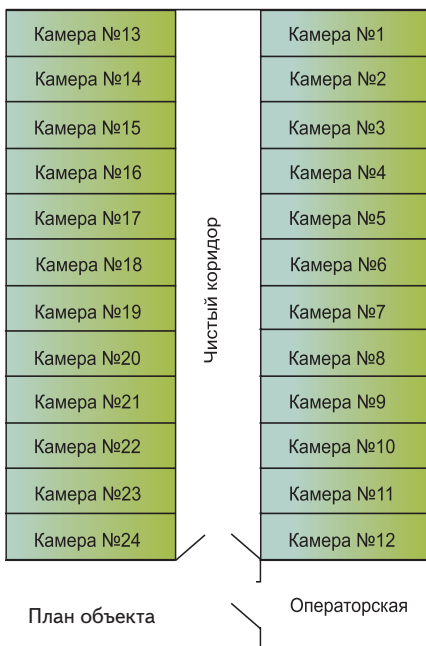 Камера №13
Камера №14
Камера №15
Камера №16
Камера №17
Камера №18
Камера №19
Камера №20
Камера №21
Камера №22
Камера №23
Камера №24
Чистый коридор
Камера №1
Камера №2
Камера №3
Камера №4
Камера №5
Камера №6
Камера №7
Камера №8
Камера №9
Камера №10
Камера №11
Камера №12
План объекта
Операторская